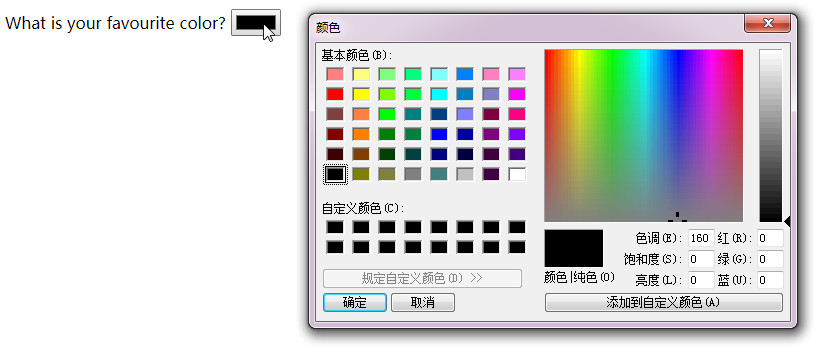 What is your favourite color?
颜色
基本颜色(B):
自定义颜色(C):
规定自定义颜色(D) >>
确定 取消
色调(E): 160 红(R): 0
饱和度(S): 0 绿(G): 0
颜色|纯色(O) 亮度(L): 0 蓝(U): 0
添加到自定义颜色(A)